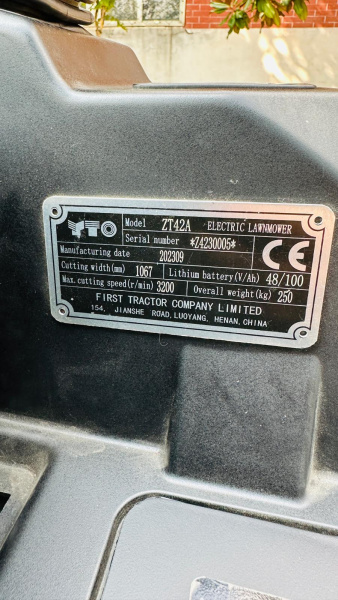 YTO Model ZT42A ELECTRIC LAWNMOWER
Serial number *Z4230005*
Manufacturing date 202309 CE
Cutting width(mm) 1067 Lithium battery(V/Ah) 48/100
Max.cutting speed(r/min) 3200 Overall weight(kg) 250
FIRST TRACTOR COMPANY LIMITED
154, JIANSHE ROAD, LUOYANG, HENAN, CHINA